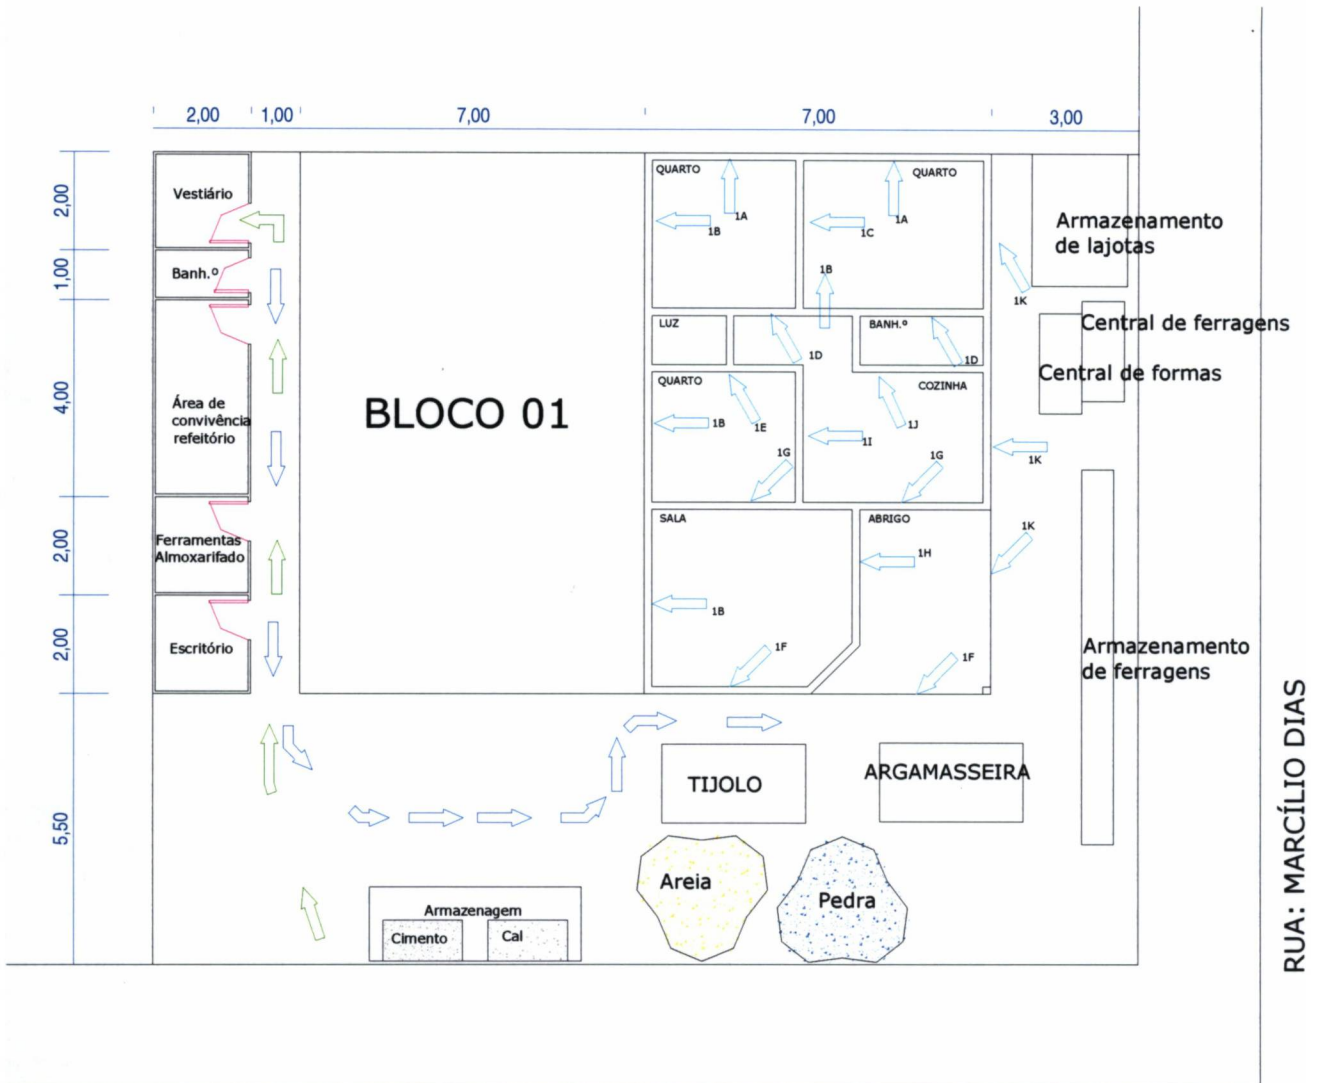 2,00 1,00 7,00 7,00 3,00
2,00
1,00
4,00
2,00
2,00
5,50
Vestiário
Banh.º
Área de
convivência
refeitório
Ferramentas
Almoxarifado
Escritório
BLOCO 01
QUARTO
1A
1B
QUARTO
1A
1C
1B
LUZ
1D
BANH.º
1D
QUARTO
1B
1E
1G
COZINHA
1J
1I
1G
SALA
1B
1F
ABRIGO
1H
1F
Armazenamento
de lajotas
1K
Central de ferragens
Central de formas
1K
1K
Armazenamento
de ferragens
TIJOLO
ARGAMASSEIRA
Areia
Pedra
Armazenagem
Cimento
Cal
RUA: MARCÍLIO DIAS